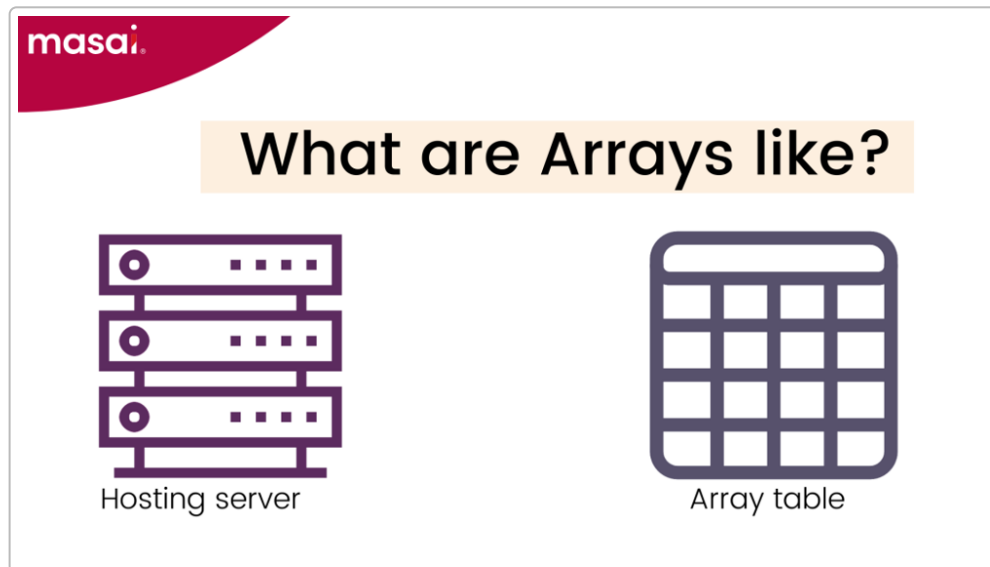 masai.
What are Arrays like?
Hosting server
Array table